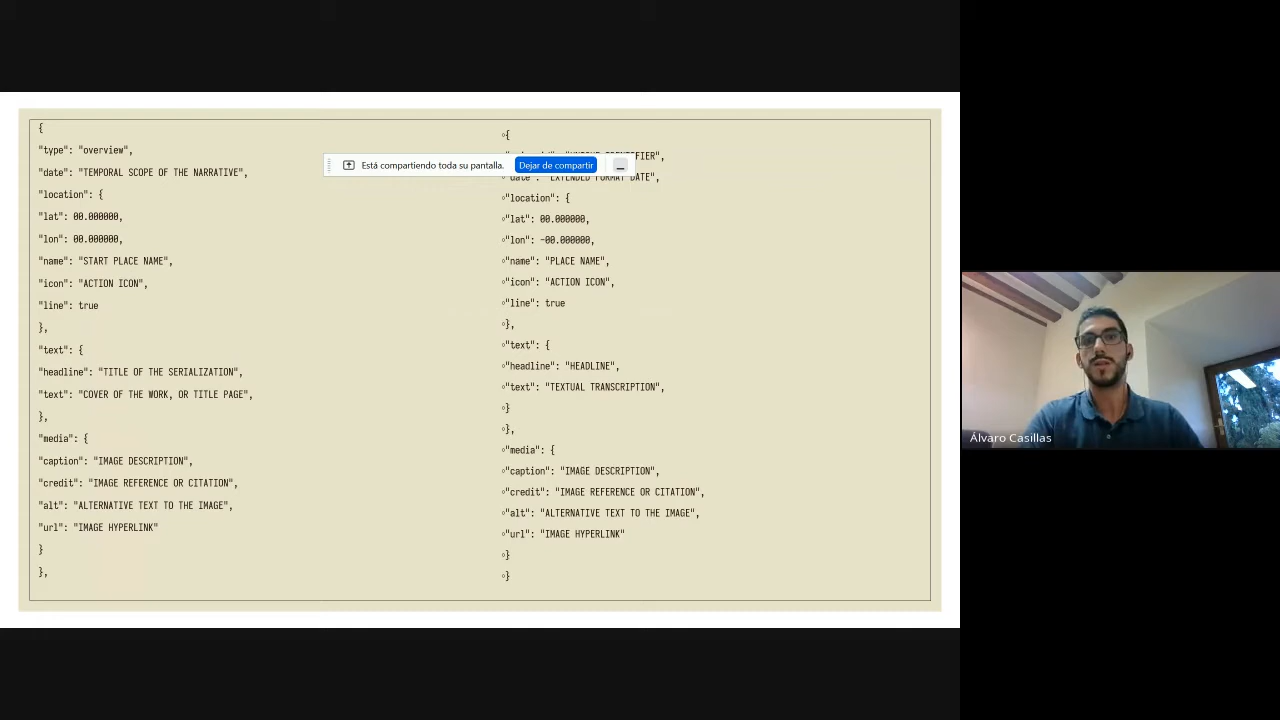 {
"type": "overview",
"date": "TEMPORAL SCOPE OF THE NARRATIVE",
"location": {
"lat": 00.000000,
"lon": 00.000000,
"name": "START PLACE NAME",
"icon": "ACTION ICON",
"line": true
},
"text": {
"headline": "TITLE OF THE SERIALIZATION",
"text": "COVER OF THE WORK, OR TITLE PAGE",
},
"media": {
"caption": "IMAGE DESCRIPTION",
"credit": "IMAGE REFERENCE OR CITATION",
"alt": "ALTERNATIVE TEXT TO THE IMAGE",
"url": "IMAGE HYPERLINK"
}
},
◦{
Está compartiendo toda su pantalla. Dejar de compartir
"EXTENDED FORMAT DATE",
◦"location": {
◦"lat": 00.000000,
◦"lon": -00.000000,
◦"name": "PLACE NAME",
◦"icon": "ACTION ICON",
◦"line": true
◦},
◦"text": {
◦"headline": "HEADLINE",
◦"text": "TEXTUAL TRANSCRIPTION",
◦}
◦},
◦"media": {
◦"caption": "IMAGE DESCRIPTION",
◦"credit": "IMAGE REFERENCE OR CITATION",
◦"alt": "ALTERNATIVE TEXT TO THE IMAGE",
◦"url": "IMAGE HYPERLINK"
◦}
◦}
Álvaro Casillas